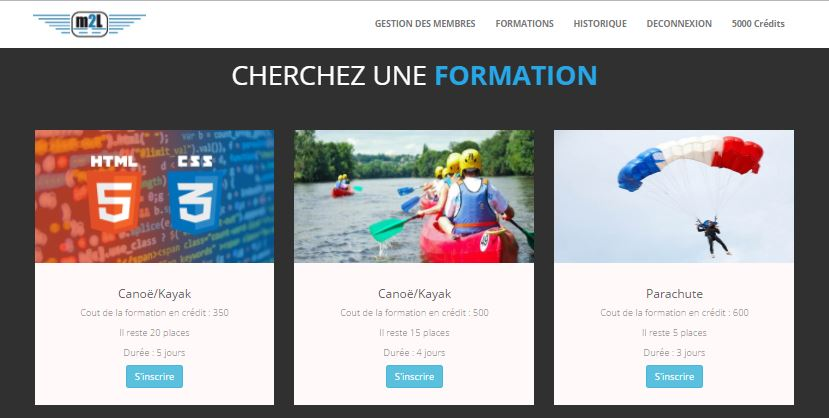 m2L
GESTION DES MEMBRES
FORMATIONS
HISTORIQUE
DECONNEXION
5000 Crédits
CHERCHEZ UNE FORMATION
HTML CSS
5 3
Canoë/Kayak
Cout de la formation en crédit : 350
Il reste 20 places
Durée : 5 jours
S'inscrire
Canoë/Kayak
Cout de la formation en crédit : 500
Il reste 15 places
Durée : 4 jours
S'inscrire
Parachute
Cout de la formation en crédit : 600
Il reste 5 places
Durée : 3 jours
S'inscrire